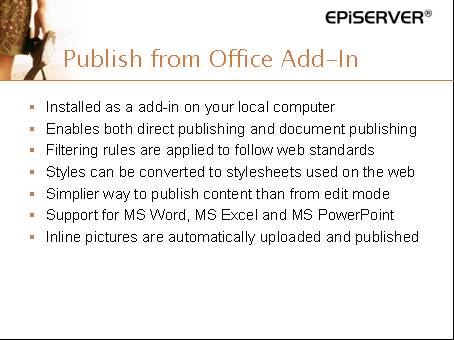 EPiSERVER®
Publish from Office Add-In
Installed as a add-in on your local computer
Enables both direct publishing and document publishing
Filtering rules are applied to follow web standards
Styles can be converted to stylesheets used on the web
Simplier way to publish content than from edit mode
Support for MS Word, MS Excel and MS PowerPoint
Inline pictures are automatically uploaded and published